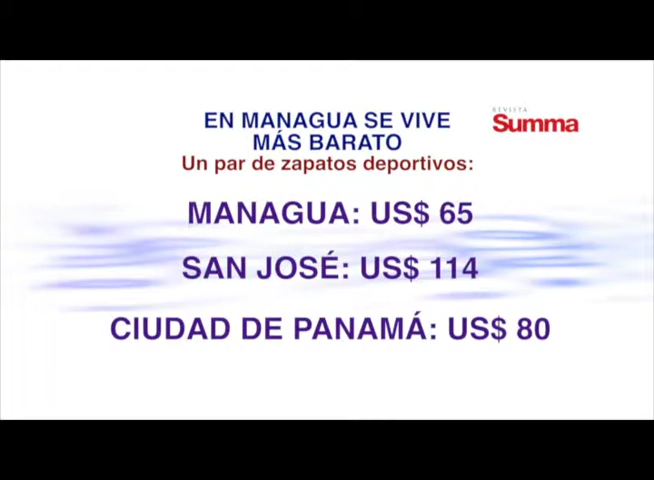 EN MANAGUA SE VIVE
MÁS BARATO
REVISTA
Summa
Un par de zapatos deportivos:
MANAGUA: US$ 65
SAN JOSÉ: US$ 114
CIUDAD DE PANAMÁ: US$ 80